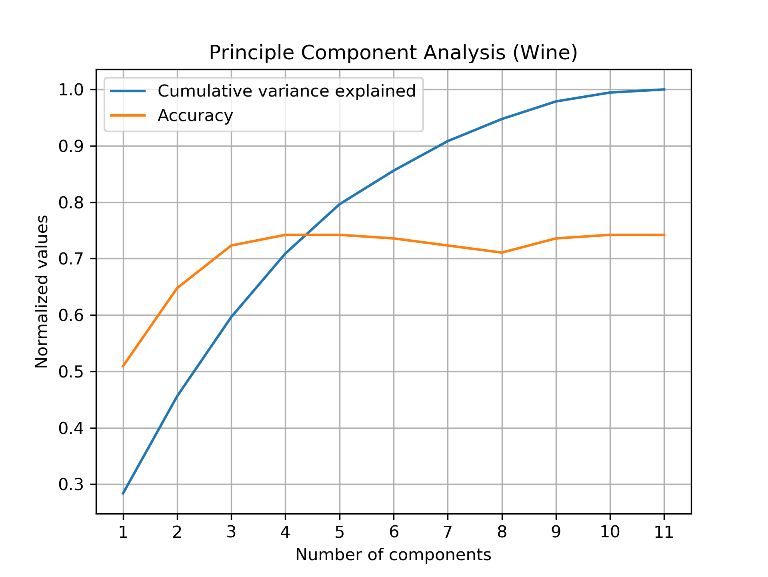 Principle Component Analysis (Wine)
Cumulative variance explained
Accuracy
Normalized values
1.0
0.9
0.8
0.7
0.6
0.5
0.4
0.3
1 2 3 4 5 6 7 8 9 10 11
Number of components